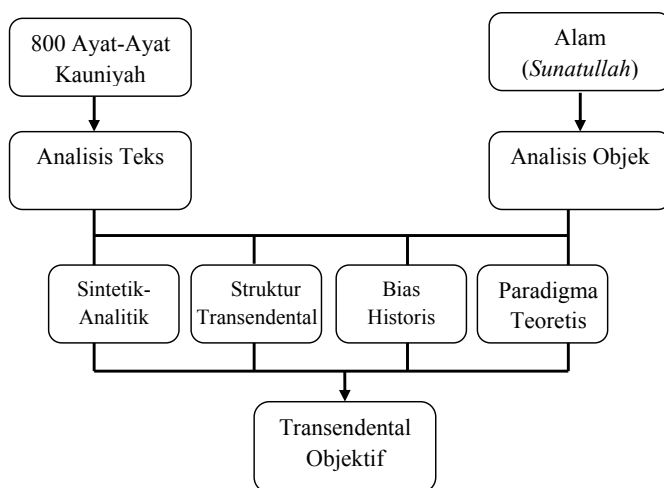 800 Ayat-Ayat
Kauniyah
Alam
(Sunatullah)
Analisis Teks
Analisis Objek
Sintetik-
Analitik
Struktur
Transendental
Bias
Historis
Paradigma
Teoretis
Transendental
Objektif